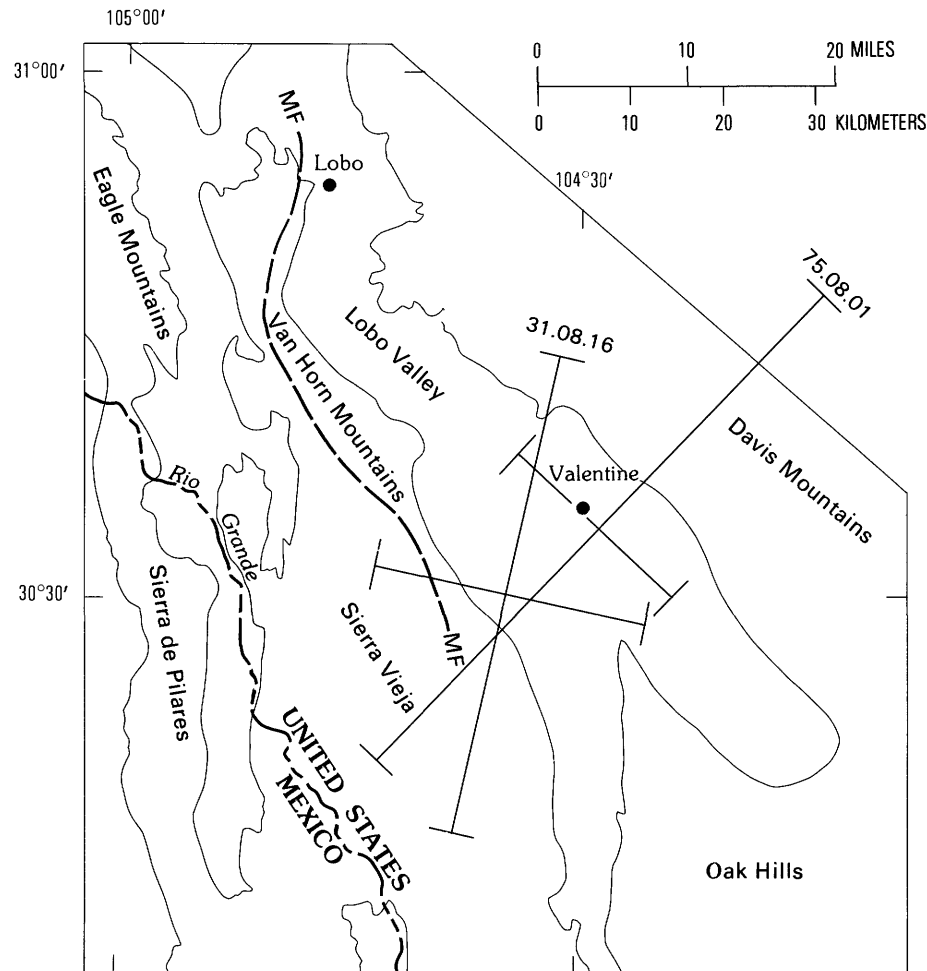 105°00′
31°00′
0 10 20 MILES
0 10 20 30 KILOMETERS
MF
Lobo
104°30′
Eagle Mountains
75.08.01
31.08.16
Lobo Valley
Van Horn Mountains
Davis Mountains
Valentine
Rio Grande
30°30′
Sierra de Pilares
Sierra Vieja
MF
UNITED STATES
MEXICO
Oak Hills